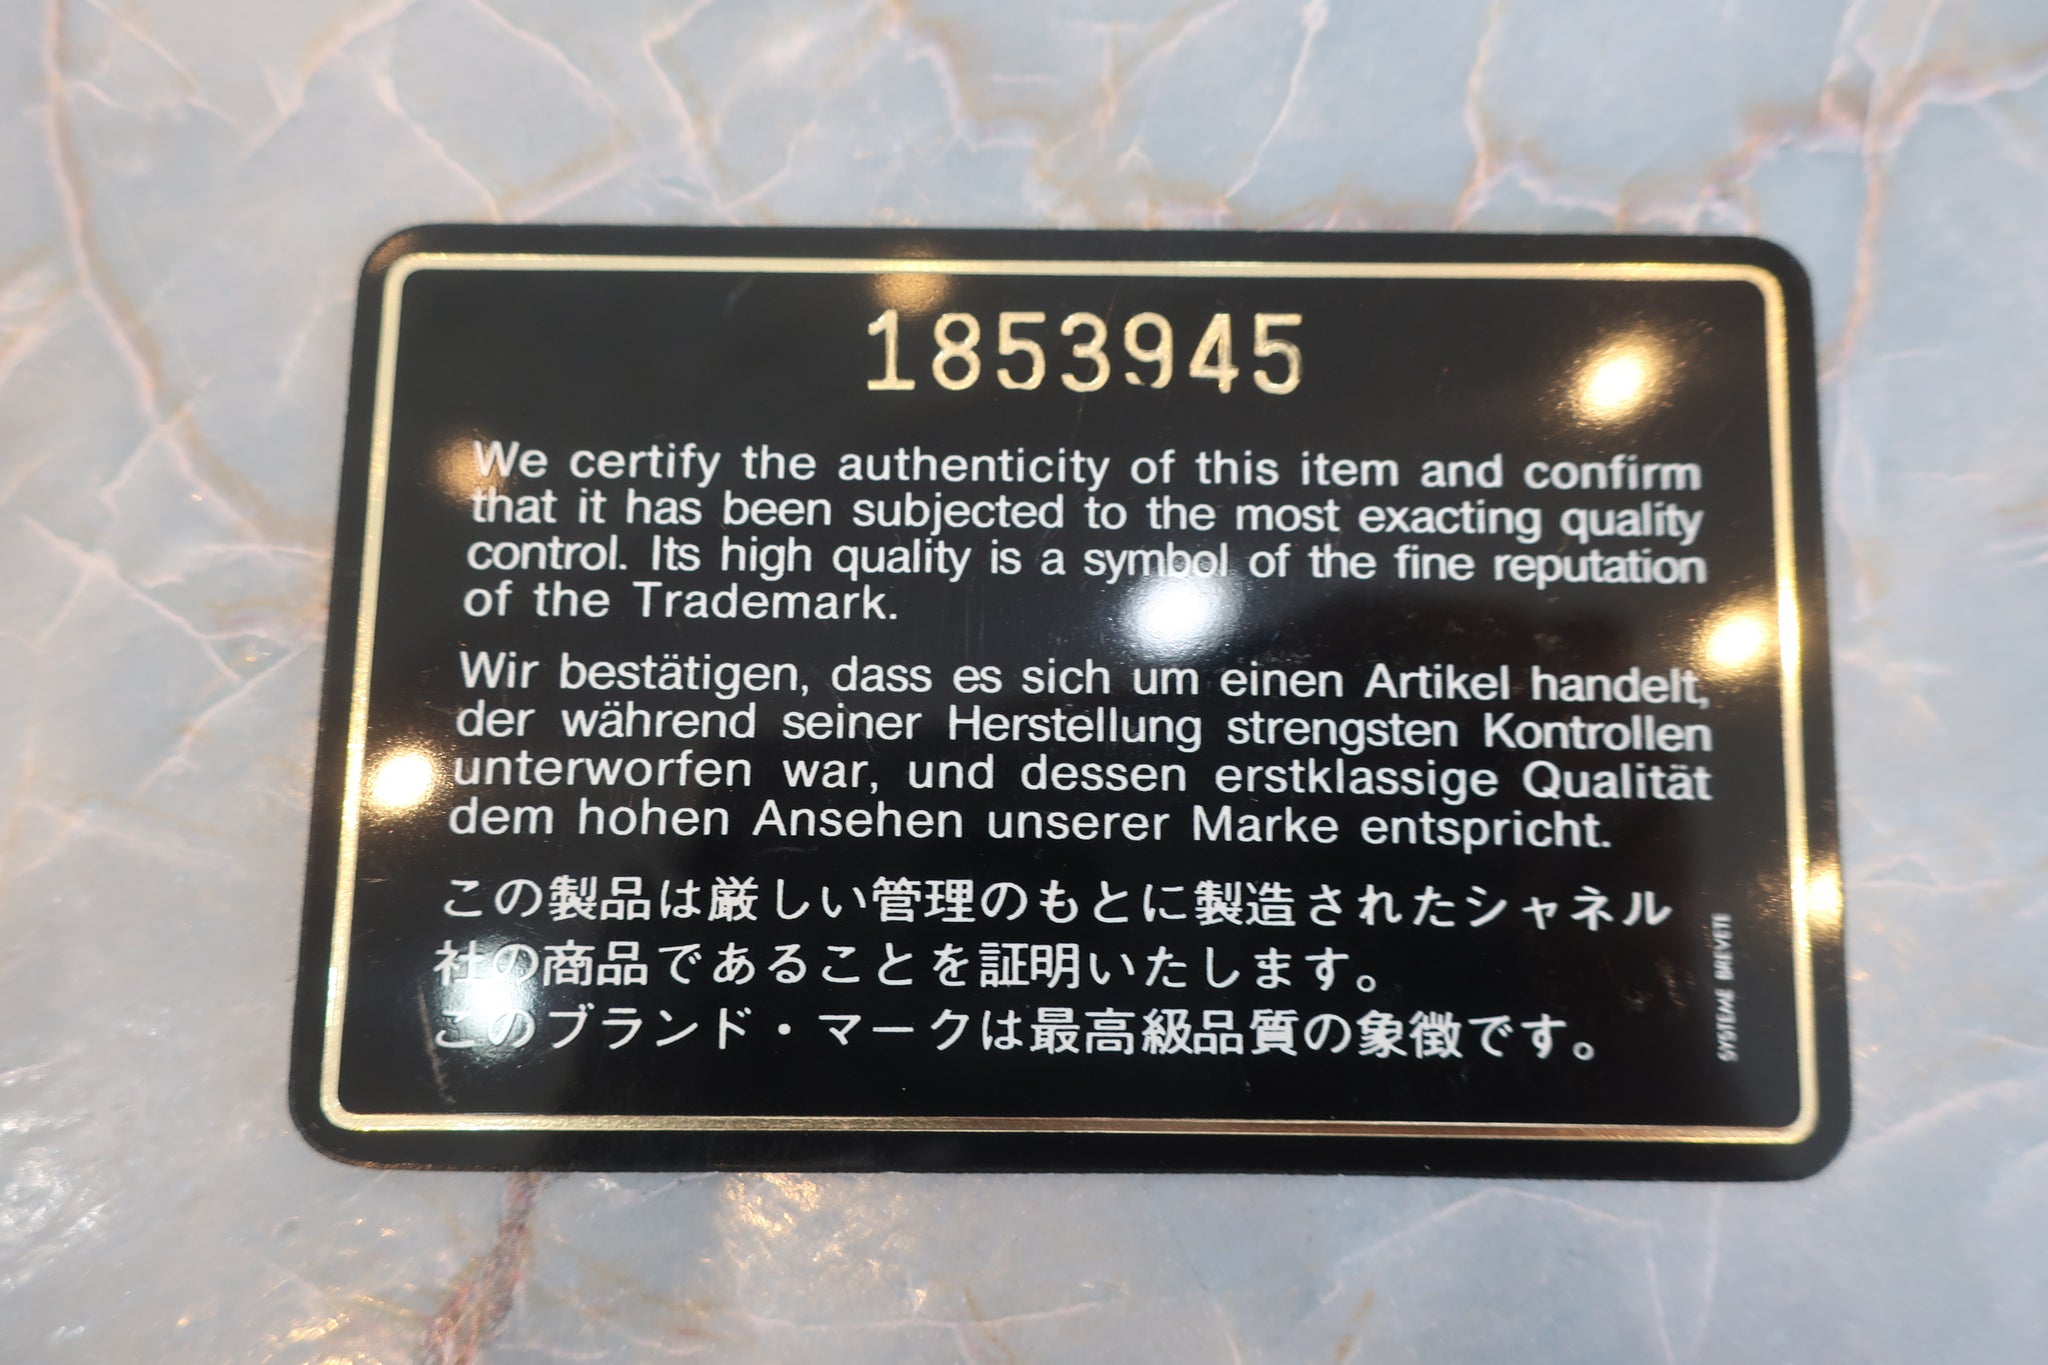 1853945
We certify the authenticity of this item and confirm
that it has been subjected to the most exacting quality
control. Its high quality is a symbol of the fine reputation
of the Trademark.
Wir bestätigen, dass es sich um einen Artikel handelt,
der während seiner Herstellung strengsten Kontrollen
unterworfen war, und dessen erstklassige Qualität
dem hohen Ansehen unserer Marke entspricht.
この製品は厳しい管理のもとに製造されたシャネル
社の商品であることを証明いたします。
このブランド・マークは最高級品質の象徴です。
SYSTEME BREVETE